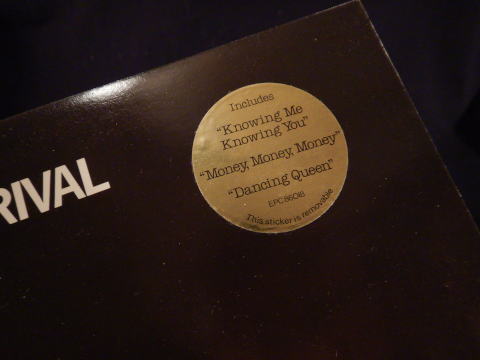 RIVAL
Includes
"Knowing Me
Knowing You"
"Money, Money, Money"
"Dancing Queen"
EPC 86018
This sticker is removable